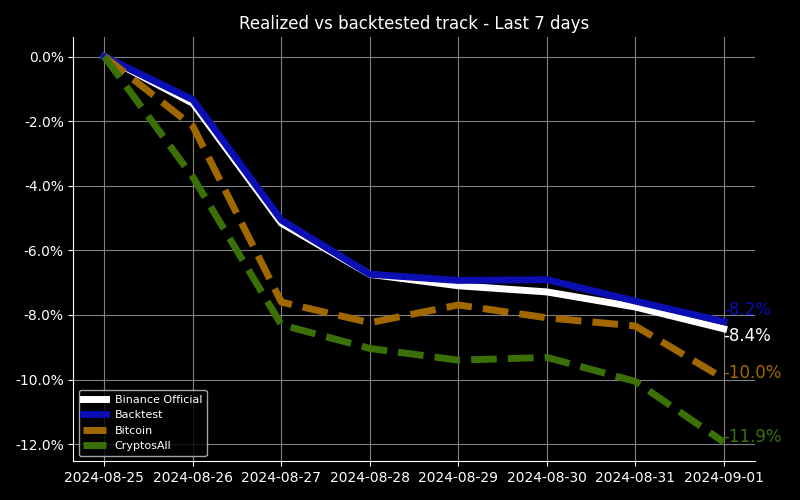 Realized vs backtested track - Last 7 days
0.0%
-2.0%
-4.0%
-6.0%
-8.0%
-10.0%
-12.0%
-8.2%
-8.4%
-10.0%
-11.9%
Binance Official
Backtest
Bitcoin
CryptosAll
2024-08-25 2024-08-26 2024-08-27 2024-08-28 2024-08-29 2024-08-30 2024-08-31 2024-09-01